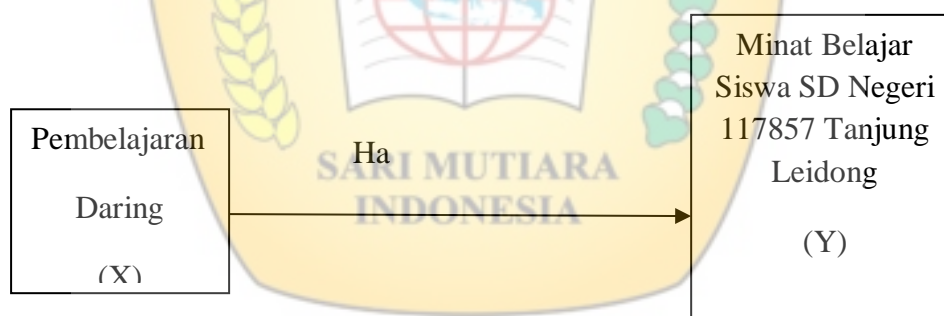 Pembelajaran
Daring
(X)
Ha
Minat Belajar
Siswa SD Negeri
117857 Tanjung
Leidong
(Y)
SARI MUTIARA
INDONESIA